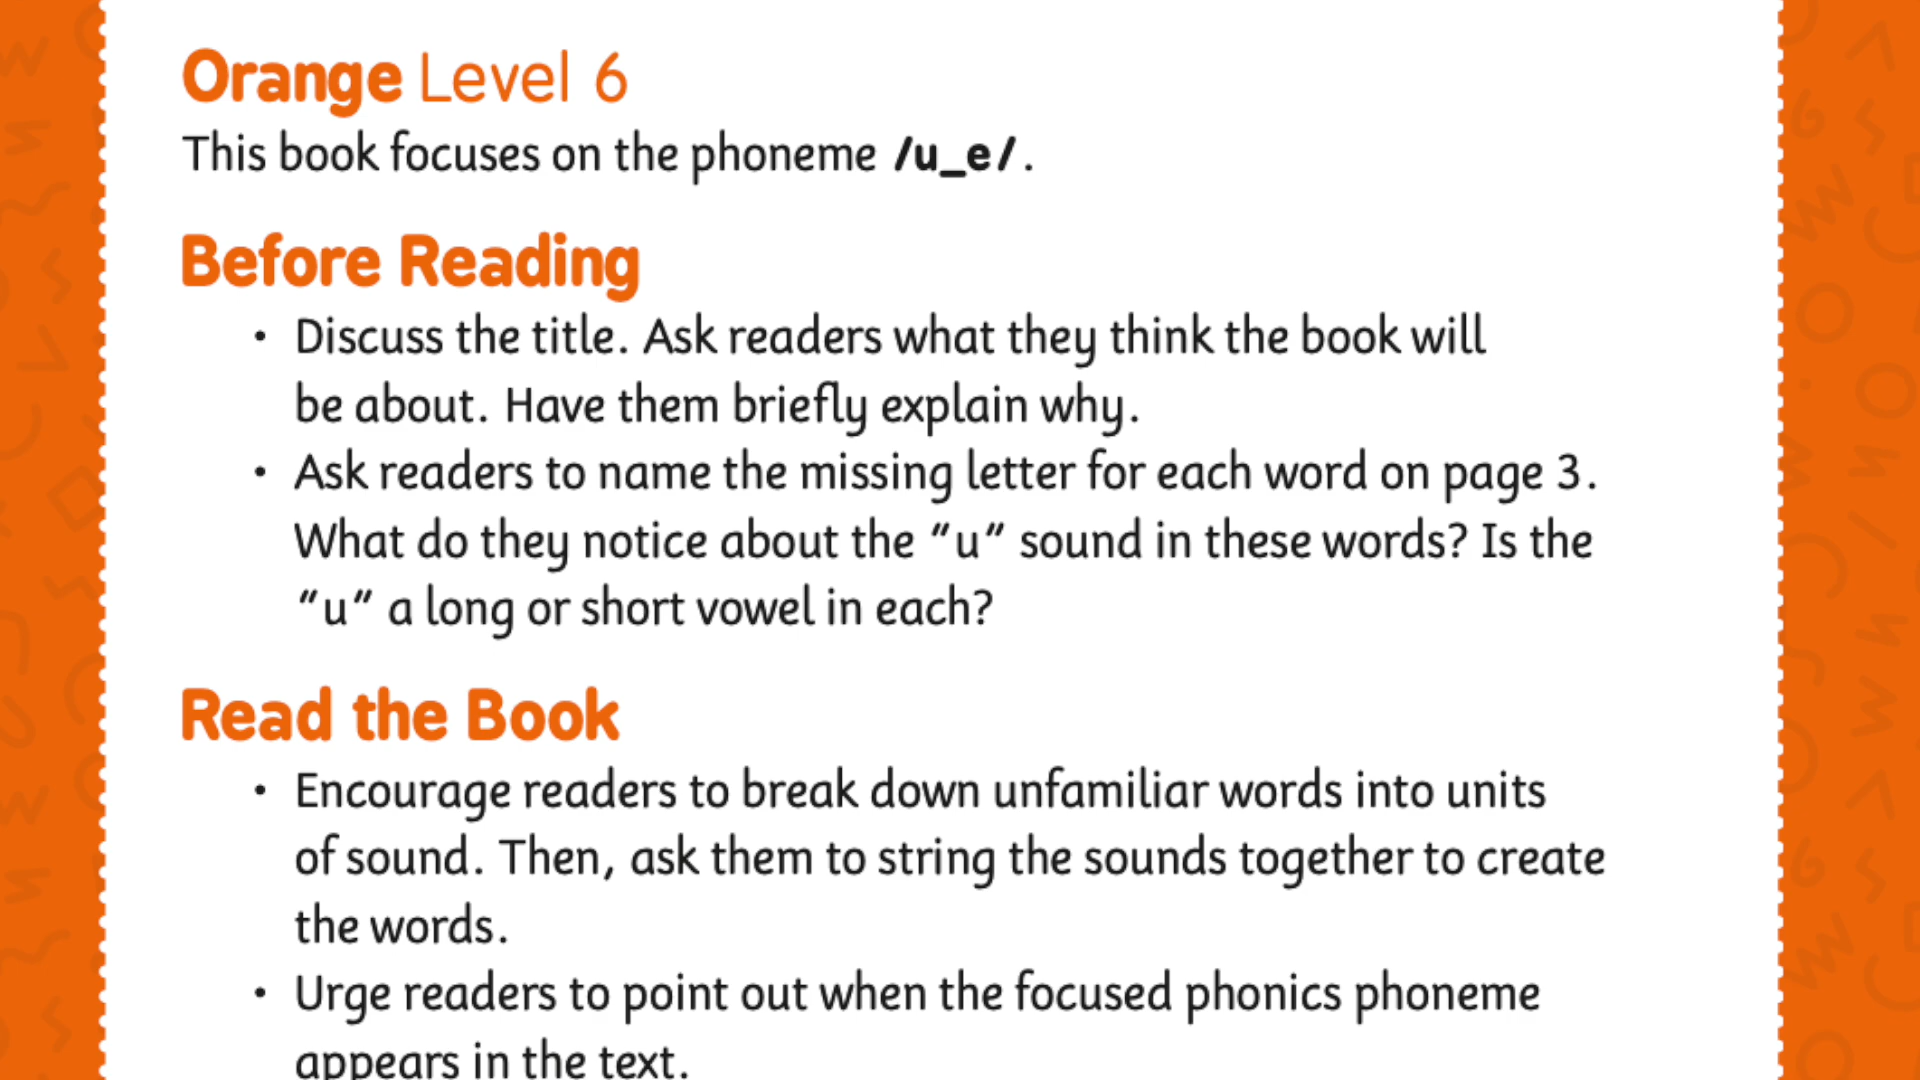 Orange Level 6
This book focuses on the phoneme /u_e/.
Before Reading
• Discuss the title. Ask readers what they think the book will
be about. Have them briefly explain why.
• Ask readers to name the missing letter for each word on page 3.
What do they notice about the “u” sound in these words? Is the
“u” a long or short vowel in each?
Read the Book
• Encourage readers to break down unfamiliar words into units
of sound. Then, ask them to string the sounds together to create
the words.
• Urge readers to point out when the focused phonics phoneme
appears in the text.